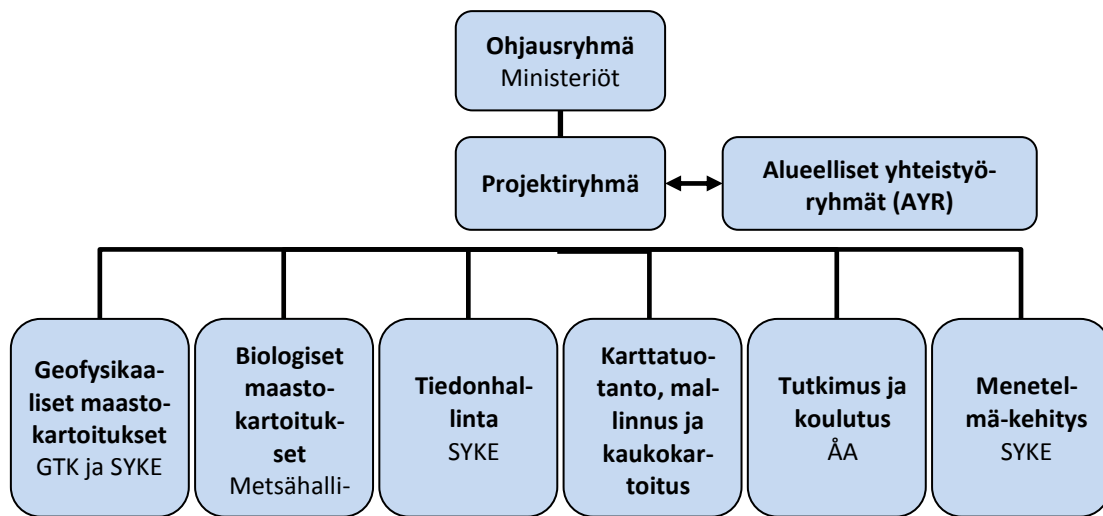 Ohjausryhmä
Ministeriöt
Projektiryhmä
Alueelliset yhteistyö-
ryhmät (AYR)
Geofysikaa-
liset maasto-
kartoitukset
GTK ja SYKE
Biologiset
maasto-
kartoituk-
set
Metsähalli-
Tiedonhal-
linta
SYKE
Karttatuo-
tanto, mal-
linnus ja
kaukokar-
toitus
Tutkimus ja
koulutus
ÅA
Menetel-
mä-kehitys
SYKE